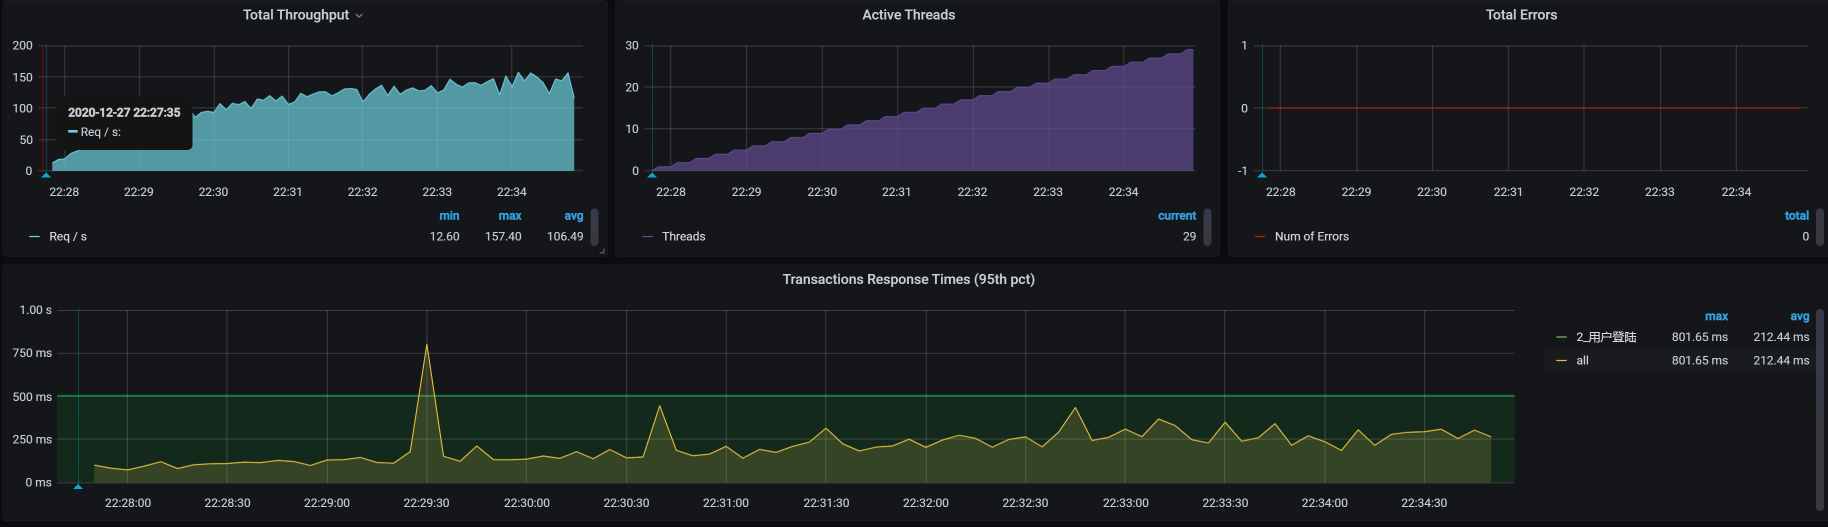 Total Throughput
200
150
100
50
0
2020-12-27 22:27:35
Req / s:
22:28 22:29 22:30 22:31 22:32 22:33 22:34
min max avg
Req / s 12.60 157.40 106.49
Active Threads
30
20
10
0
22:28 22:29 22:30 22:31 22:32 22:33 22:34
current
Threads 29
Total Errors
1
0
-1
22:28 22:29 22:30 22:31 22:32 22:33 22:34
total
Num of Errors 0
Transactions Response Times (95th pct)
1.00 s
750 ms
500 ms
250 ms
0 ms
22:28:00 22:28:30 22:29:00 22:29:30 22:30:00 22:30:30 22:31:00 22:31:30 22:32:00 22:32:30 22:33:00 22:33:30 22:34:00 22:34:30
max avg
2_用户登陆 801.65 ms 212.44 ms
all 801.65 ms 212.44 ms